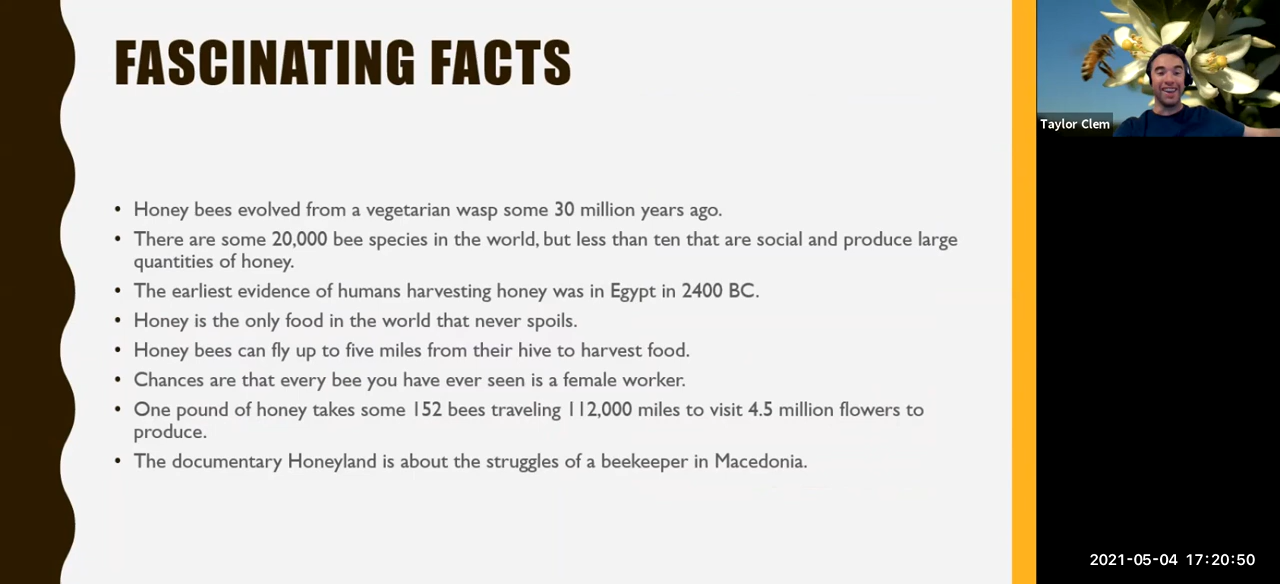 FASCINATING FACTS
• Honey bees evolved from a vegetarian wasp some 30 million years ago.
• There are some 20,000 bee species in the world, but less than ten that are social and produce large
quantities of honey.
• The earliest evidence of humans harvesting honey was in Egypt in 2400 BC.
• Honey is the only food in the world that never spoils.
• Honey bees can fly up to five miles from their hive to harvest food.
• Chances are that every bee you have ever seen is a female worker.
• One pound of honey takes some 152 bees traveling 112,000 miles to visit 4.5 million flowers to
produce.
• The documentary Honeyland is about the struggles of a beekeeper in Macedonia.
Taylor Clem
2021-05-04 17:20:50